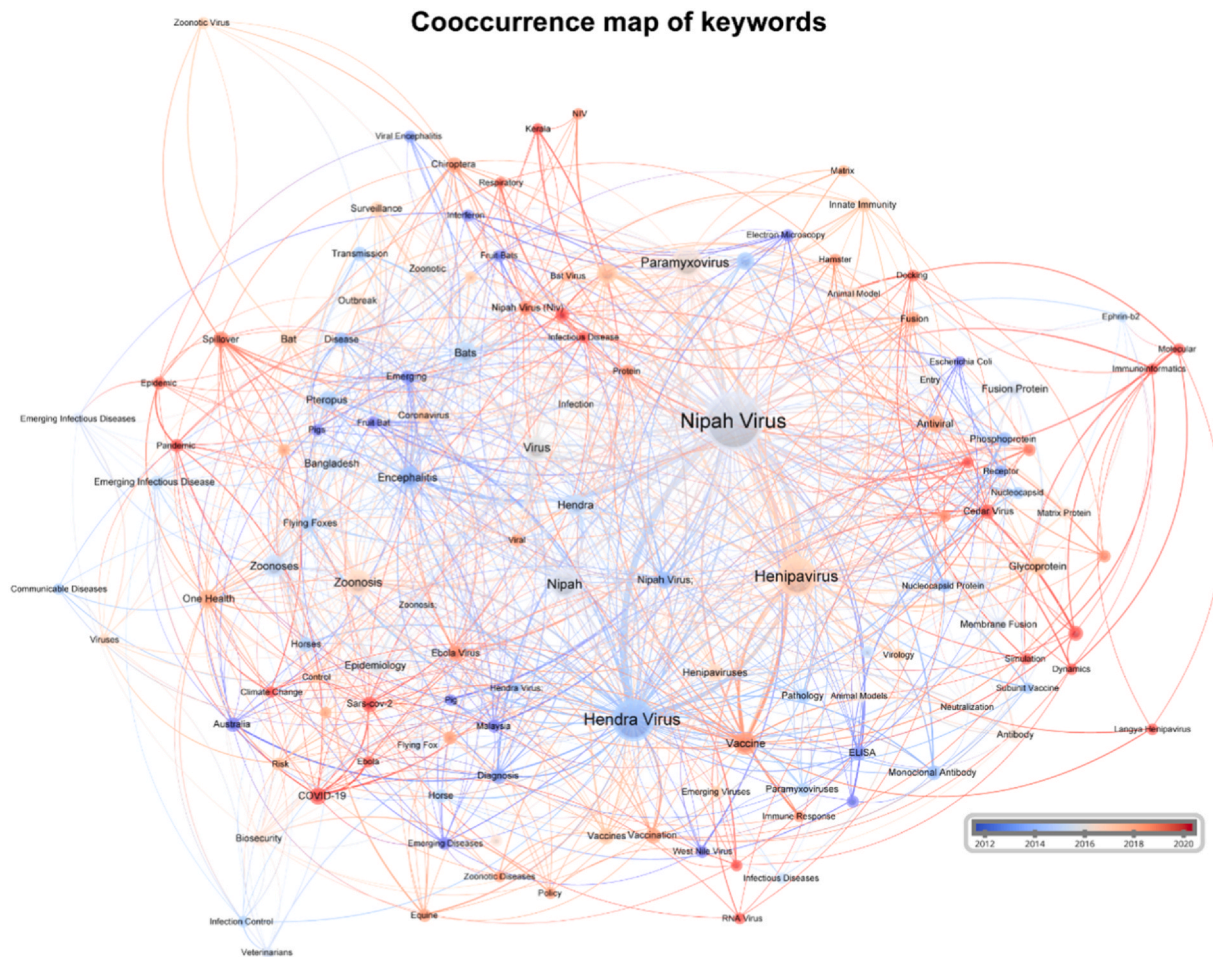 Cooccurrence map of keywords
Zoonotic Virus
NIV
Kerala
Viral Encephalitis
Chiroptera
Matrix
Respiratory
Surveillance
Innate Immunity
Interferon
Electron Microscopy
Transmission
Fruit Bats
Paramyxovirus
Hamster
Zoonotic
Bat Virus
Docking
Animal Model
Outbreak
Nipah Virus (Niv)
Fusion
Ephrin-b2
Spillover
Bat
Disease
Infectious Disease
Bats
Molecular
Escherichia Coli
Immunoinformatics
Epidemic
Emerging
Protein
Entry
Fusion Protein
Pteropus
Infection
Emerging Infectious Diseases
Coronavirus
Fruit Bat
Nipah Virus
Antiviral
Pigs
Pandemic
Phosphoprotein
Virus
Bangladesh
Receptor
Emerging Infectious Disease
Encephalitis
Nucleocapsid
Hendra
Cedar Virus
Matrix Protein
Flying Foxes
Viral
Zoonoses
Glycoprotein
Zoonosis
Nipah
Nipah Virus;
Henipavirus
Communicable Diseases
Nucleocapsid Protein
One Health
Zoonosis;
Membrane Fusion
Viruses
Horses
Ebola Virus
Virology
Simulation
Epidemiology
Dynamics
Control
Henipaviruses
Climate Change
Hendra Virus;
Subunit Vaccine
Pig
Pathology
Animal Models
Sars-cov-2
Neutralization
Australia
Malaysia
Hendra Virus
Langya Henipavirus
Antibody
Flying Fox
Vaccine
ELISA
Risk
Ebola
Monoclonal Antibody
Diagnosis
Paramyxoviruses
Emerging Viruses
COVID-19
Horse
Immune Response
Biosecurity
Vaccines
Vaccination
Emerging Diseases
West Nile Virus
Zoonotic Diseases
Infectious Diseases
Policy
Equine
RNA Virus
Infection Control
Veterinarians
2012
2014
2016
2018
2020